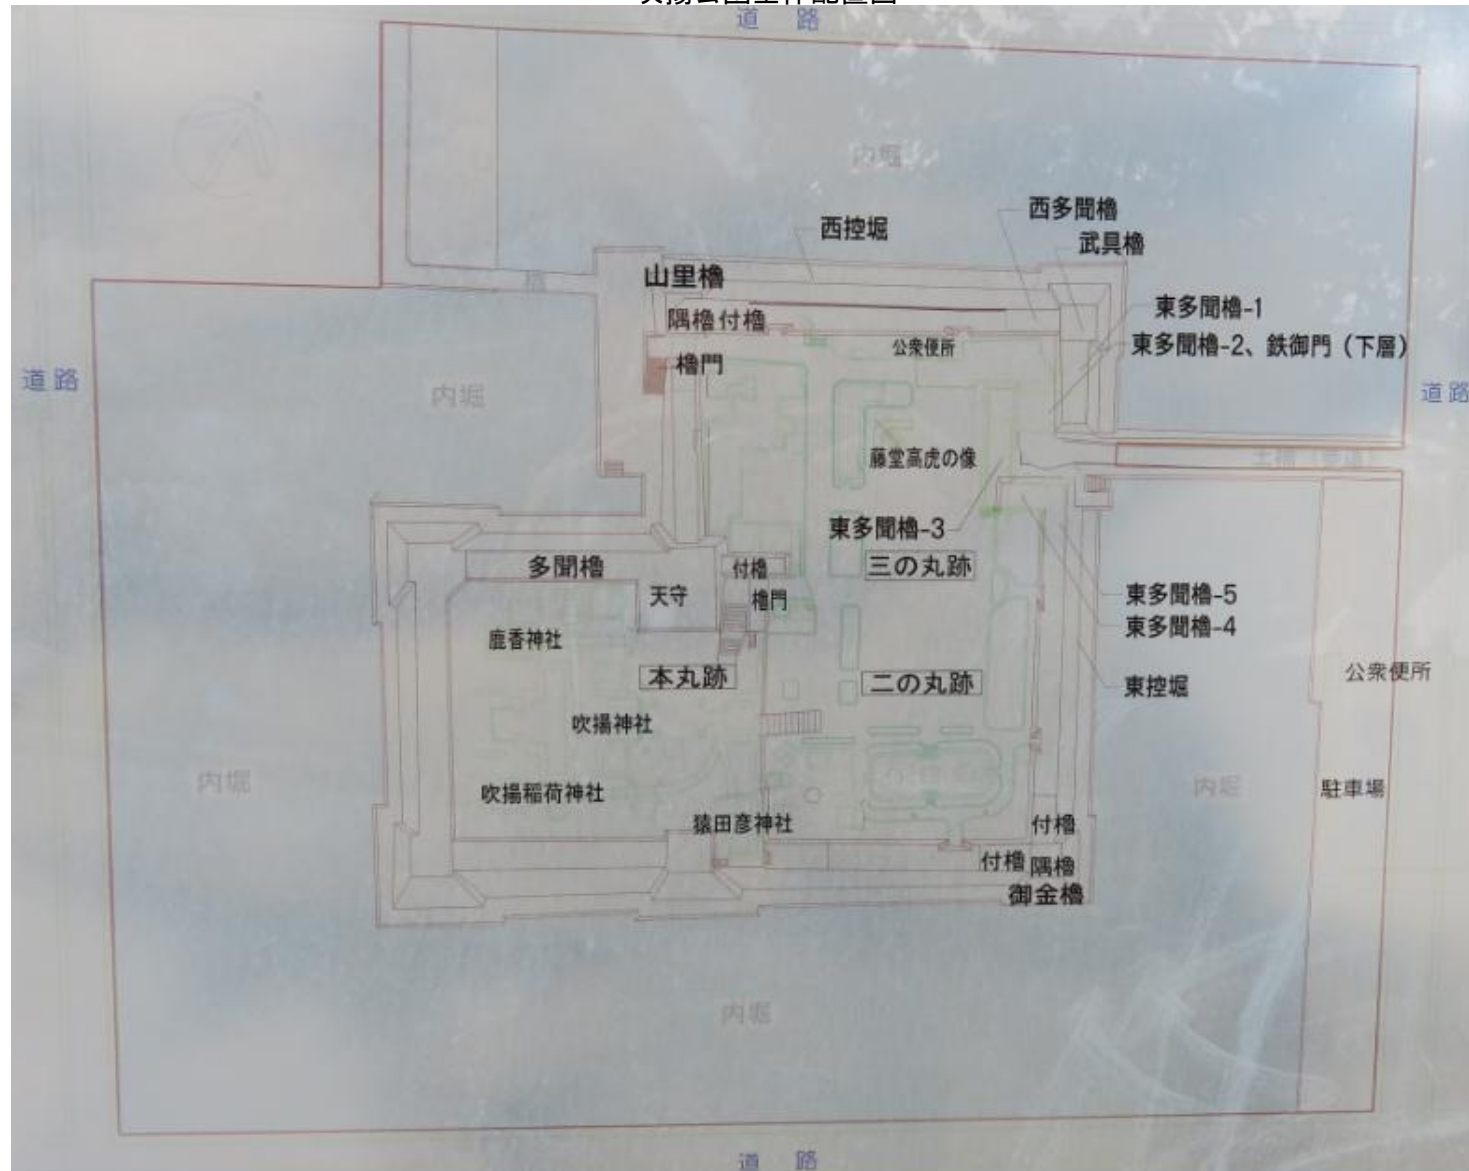 道 路
内堀
西多聞櫓
西控堀
武具櫓
山里櫓
東多聞櫓-1
隅櫓 付櫓
東多聞櫓-2、鉄御門（下層）
公衆便所
櫓門
道路
内堀
道路
藤堂高虎の像
東多聞櫓-3
多聞櫓
付櫓
三の丸跡
天守
櫓門
東多聞櫓-5
東多聞櫓-4
鹿香神社
本丸跡
二の丸跡
東控堀
公衆便所
吹揚神社
内堀
内堀
駐車場
吹揚稲荷神社
猿田彦神社
付櫓
付櫓
隅櫓
御金櫓
内堀
道 路